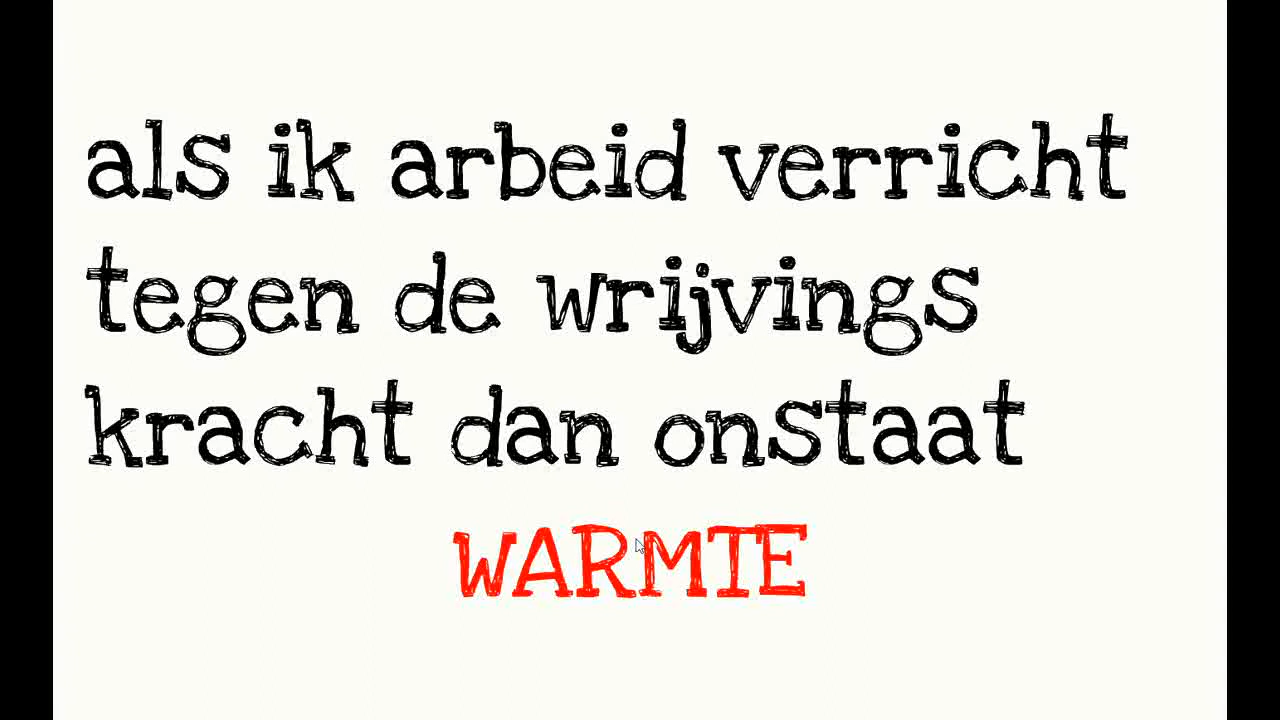 als ik arbeid verricht
tegen de wrijvings
kracht dan onstaat
WARMTE